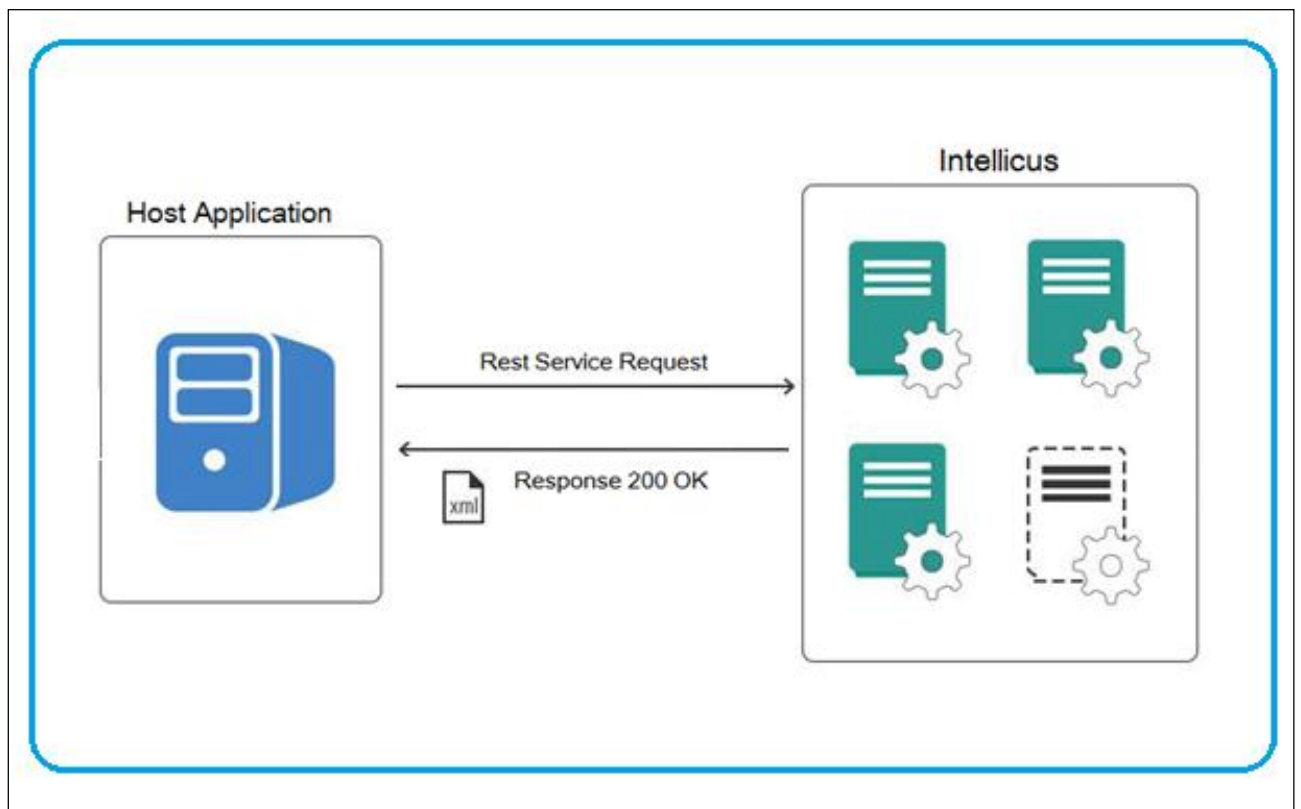 Intellicus
Host Application
Rest Service Request
Response 200 OK
xml